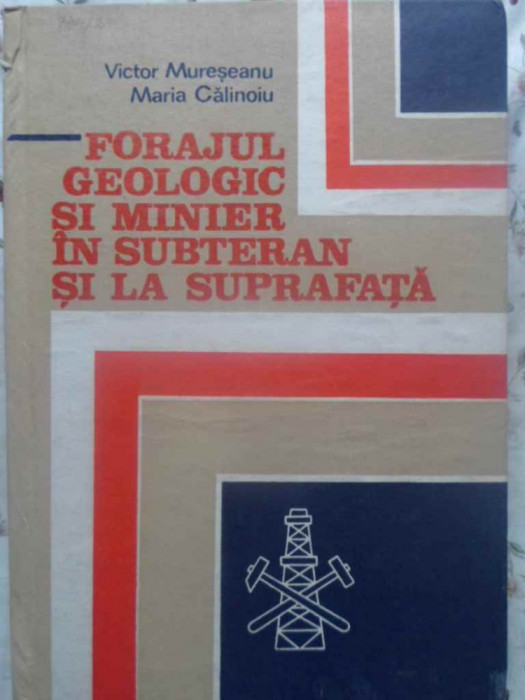 Victor Mureşeanu
Maria Călinoiu
FORAJUL
GEOLOGIC
ŞI MINIER
ÎN SUBTERAN
ŞI LA SUPRAFAŢĂ